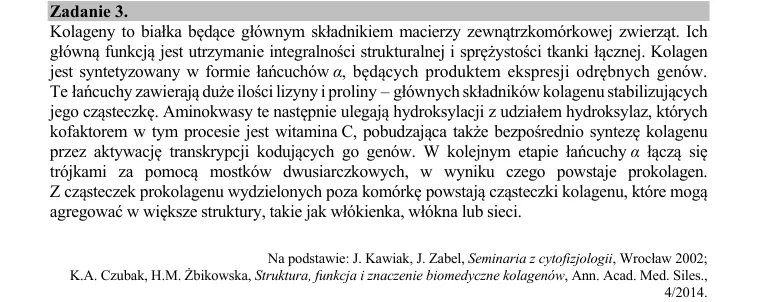 Zadanie 3.
Kolageny to białka będące głównym składnikiem macierzy zewnątrzkomórkowej zwierząt. Ich
główną funkcją jest utrzymanie integralności strukturalnej i sprężystości tkanki łącznej. Kolagen
jest syntetyzowany w formie łańcuchów α, będących produktem ekspresji odrębnych genów.
Te łańcuchy zawierają duże ilości lizyny i proliny – głównych składników kolagenu stabilizujących
jego cząsteczkę. Aminokwasy te następnie ulegają hydroksylacji z udziałem hydroksylaz, których
kofaktorem w tym procesie jest witamina C, pobudzająca także bezpośrednio syntezę kolagenu
przez aktywację transkrypcji kodujących go genów. W kolejnym etapie łańcuchy α łączą się
trójkami za pomocą mostków dwusiarczkowych, w wyniku czego powstaje prokolagen.
Z cząsteczek prokolagenu wydzielonych poza komórkę powstają cząsteczki kolagenu, które mogą
agregować w większe struktury, takie jak włókienka, włókna lub sieci.
Na podstawie: J. Kawiak, J. Zabel, Seminaria z cytofizjologii, Wrocław 2002;
K.A. Czubak, H.M. Żbikowska, Struktura, funkcja i znaczenie biomedyczne kolagenów, Ann. Acad. Med. Siles.,
4/2014.